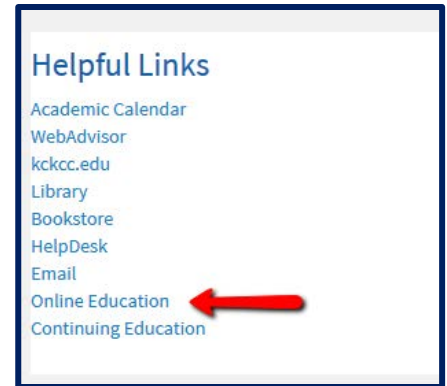 Helpful Links
Academic Calendar
WebAdvisor
kckcc.edu
Library
Bookstore
HelpDesk
Email
Online Education
Continuing Education